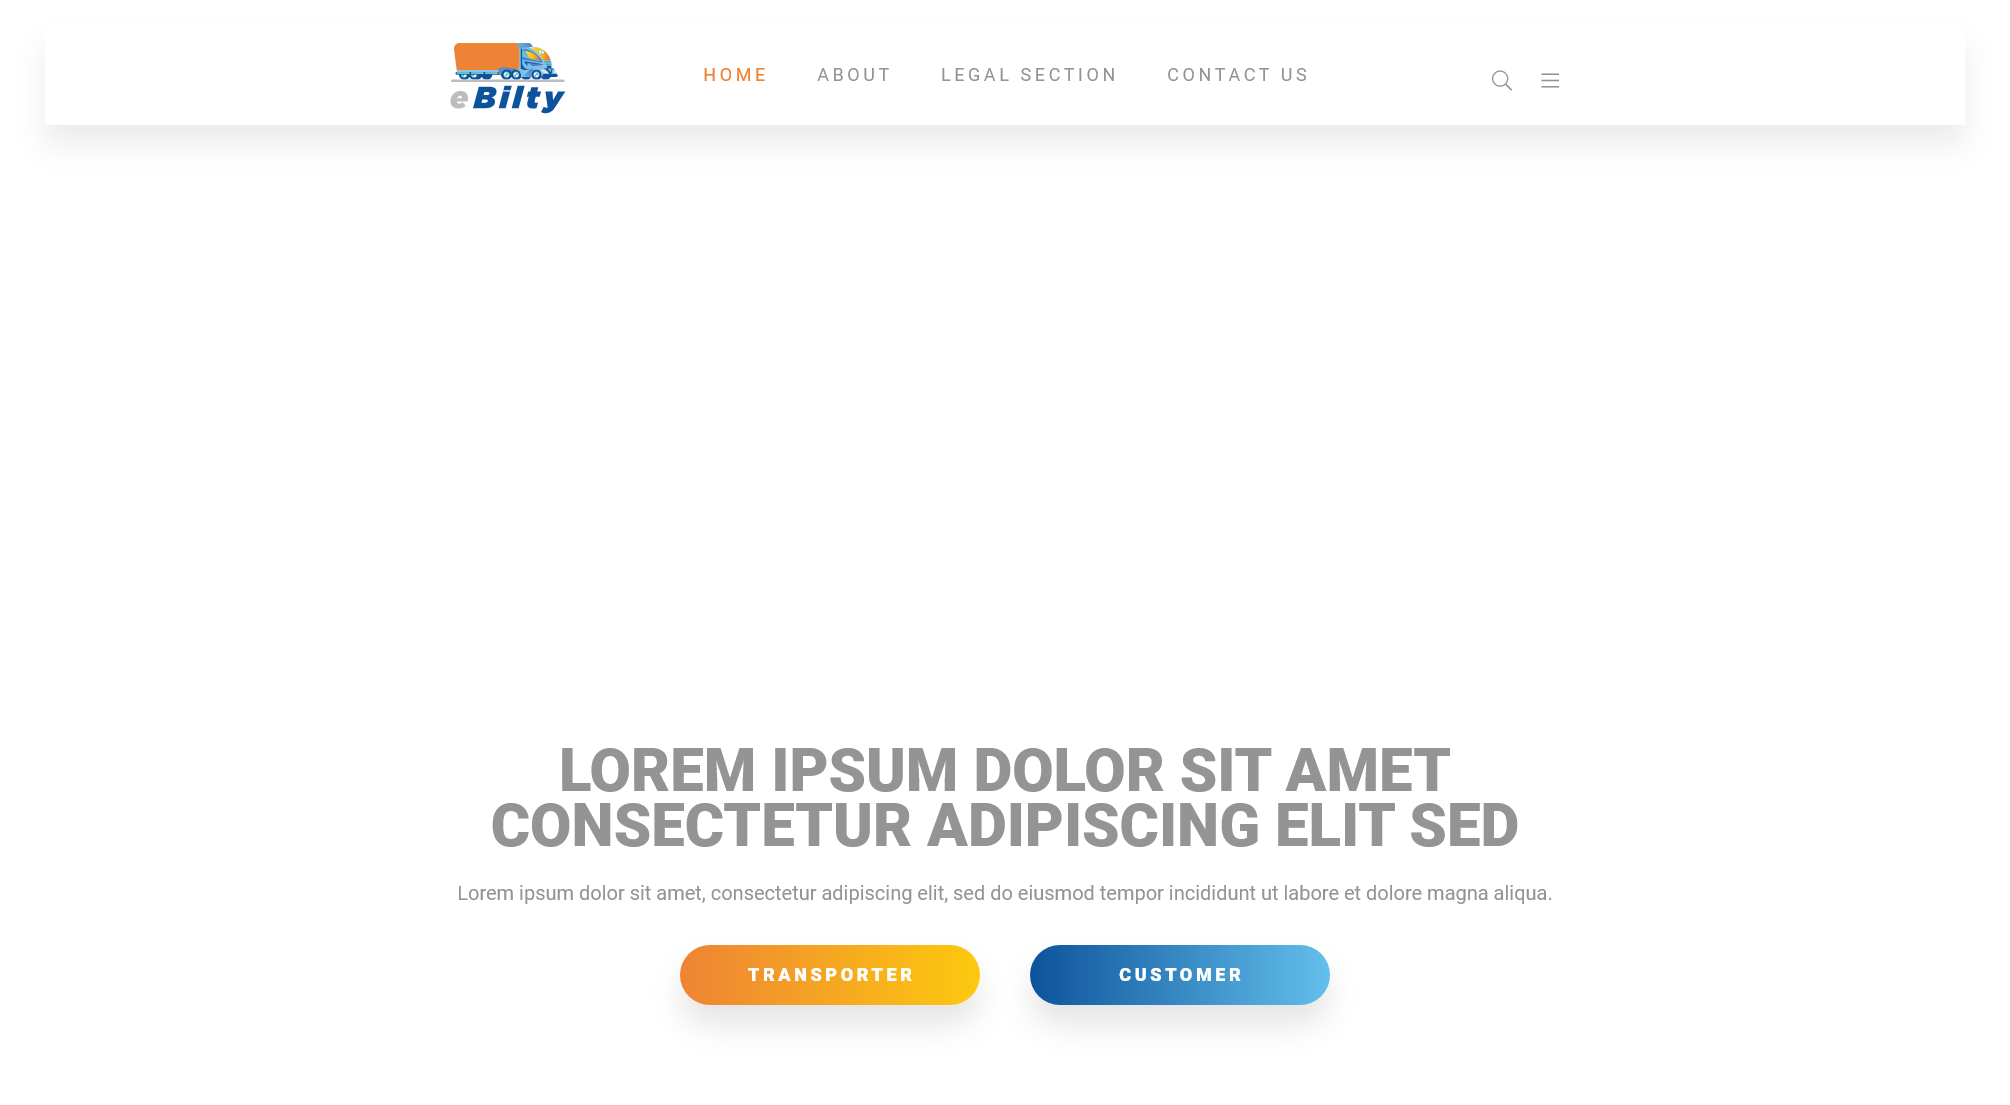 e Bilty
HOME ABOUT LEGAL SECTION CONTACT US
LOREM IPSUM DOLOR SIT AMET
CONSECTETUR ADIPISCING ELIT SED
Lorem ipsum dolor sit amet, consectetur adipiscing elit, sed do eiusmod tempor incididunt ut labore et dolore magna aliqua.
TRANSPORTER CUSTOMER